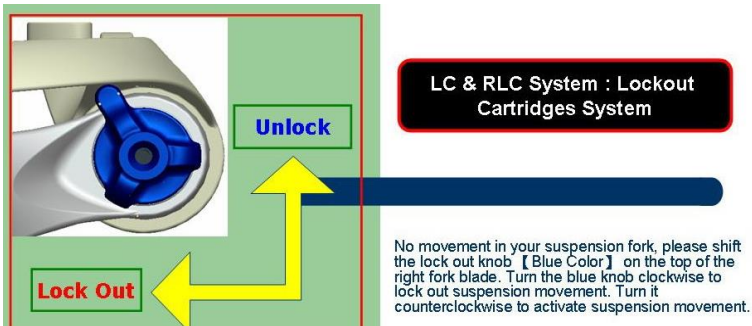 LC & RLC System : Lockout
Cartridges System
Unlock
Lock Out
No movement in your suspension fork, please shift
the lock out knob【Blue Color】on the top of the
right fork blade. Turn the blue knob clockwise to
lock out suspension movement. Turn it
counterclockwise to activate suspension movement.